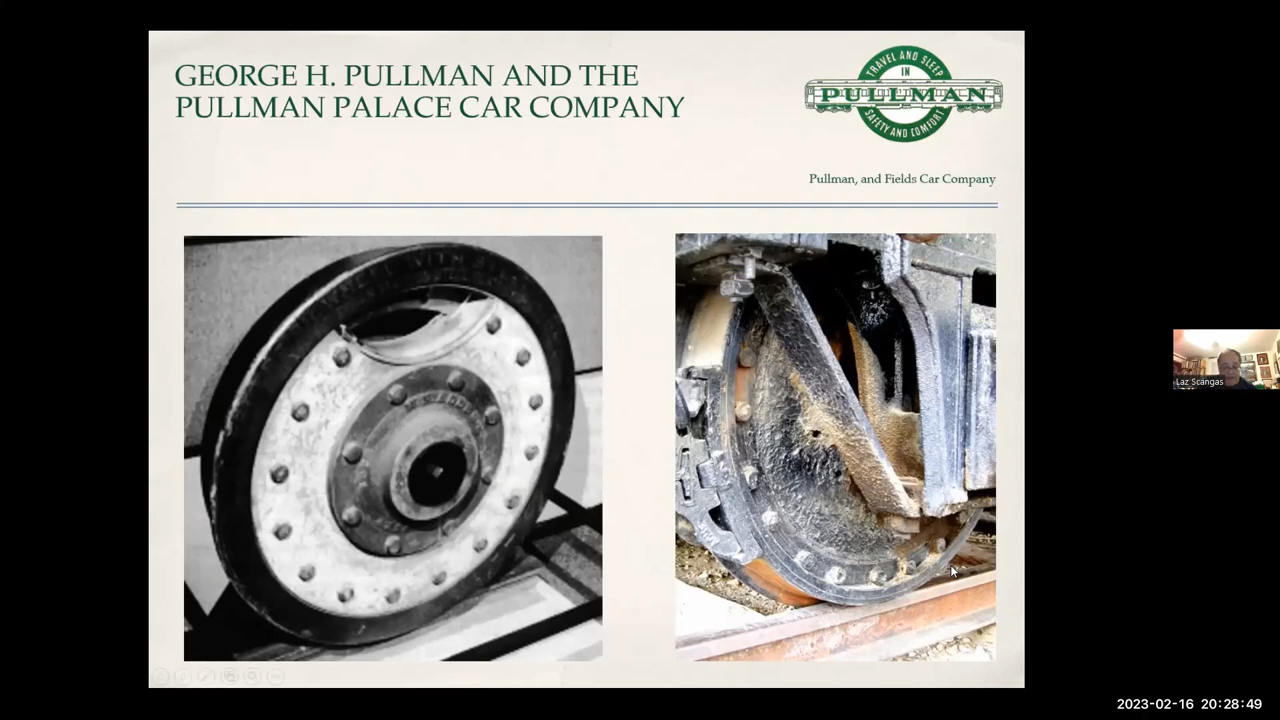 GEORGE H. PULLMAN AND THE
PULLMAN PALACE CAR COMPANY
TRAVEL AND SLEEP
IN
PULLMAN
SAFETY AND COMFORT
Pullman, and Fields Car Company
Laz Scangas
2023-02-16 20:28:49